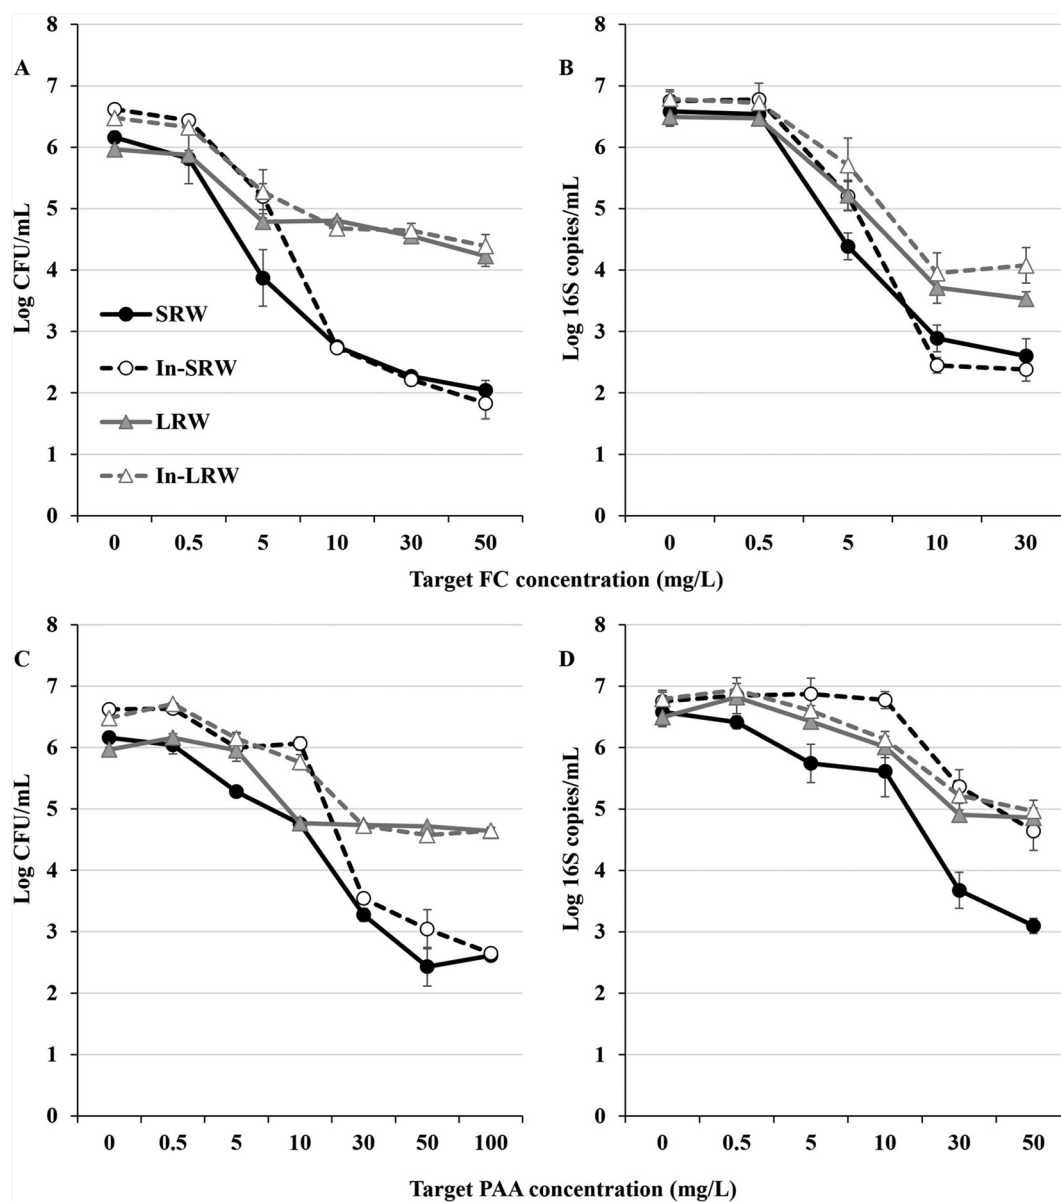 A
8
7
6
5
4
3
2
1
0
Log CFU/mL
SRW
In-SRW
LRW
In-LRW
0 0.5 5 10 30 50
B
8
7
6
5
4
3
2
1
0
Log 16S copies/mL
0 0.5 5 10 30
Target FC concentration (mg/L)
C
8
7
6
5
4
3
2
1
0
Log CFU/mL
0 0.5 5 10 30 50 100
D
8
7
6
5
4
3
2
1
0
Log 16S copies/mL
0 0.5 5 10 30 50
Target PAA concentration (mg/L)